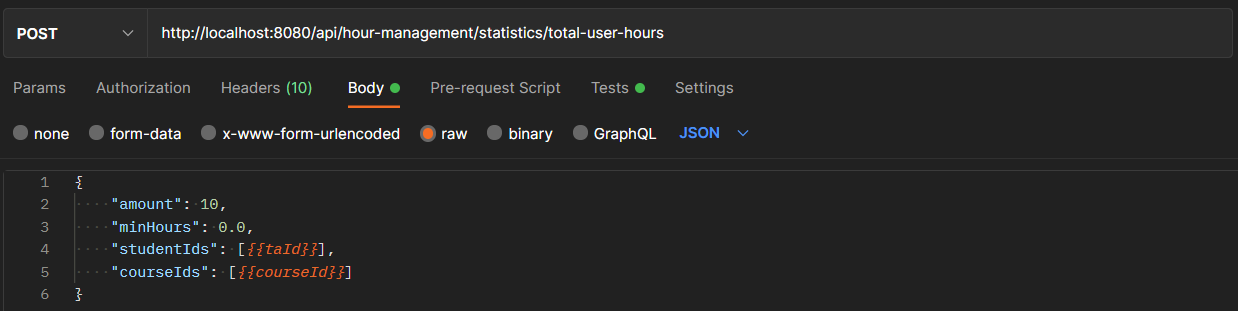 POST http://localhost:8080/api/hour-management/statistics/total-user-hours
Params Authorization Headers (10) Body Pre-request Script Tests Settings
none form-data x-www-form-urlencoded raw binary GraphQL JSON
1 {
2 "amount": 10,
3 "minHours": 0.0,
4 "studentIds": [{{taId}}],
5 "courseIds": [{{courseId}}]
6 }